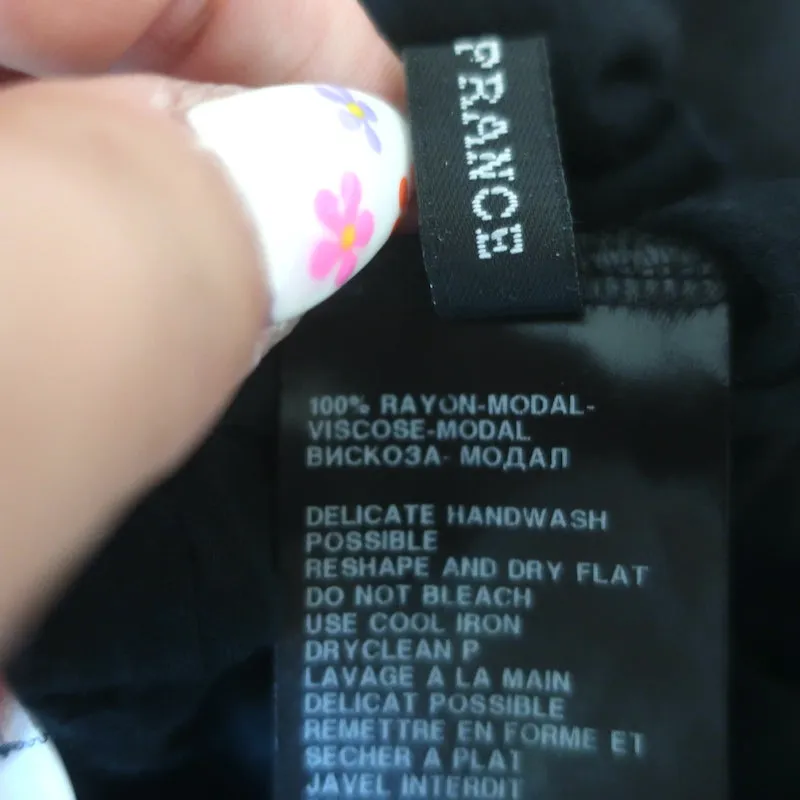 FRANCE
100% RAYON-MODAL-
VISCOSE-MODAL
ВИСКОЗА- МОДАЛ
DELICATE HANDWASH
POSSIBLE
RESHAPE AND DRY FLAT
DO NOT BLEACH
USE COOL IRON
DRYCLEAN P
LAVAGE A LA MAIN
DELICAT POSSIBLE
REMETTRE EN FORME ET
SECHER A PLAT
JAVEL INTERDIT